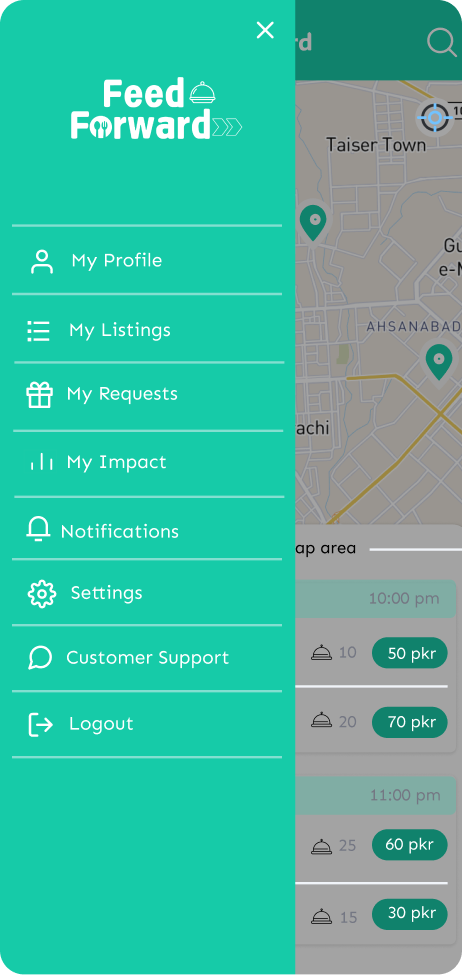 rd
Feed
Forward
10
Taiser Town
My Profile
Gu
e-M
My Listings
AHSANABAD
My Requests
achi
My Impact
Notifications
ap area
Settings
10:00 pm
Customer Support
10
50 pkr
Logout
20
70 pkr
11:00 pm
25
60 pkr
15
30 pkr